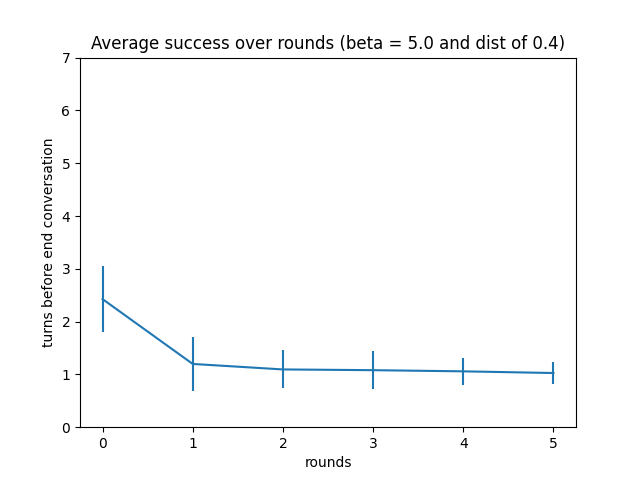 Average success over rounds (beta = 5.0 and dist of 0.4)
7
6
5
4
3
2
1
0
turns before end conversation
0 1 2 3 4 5
rounds